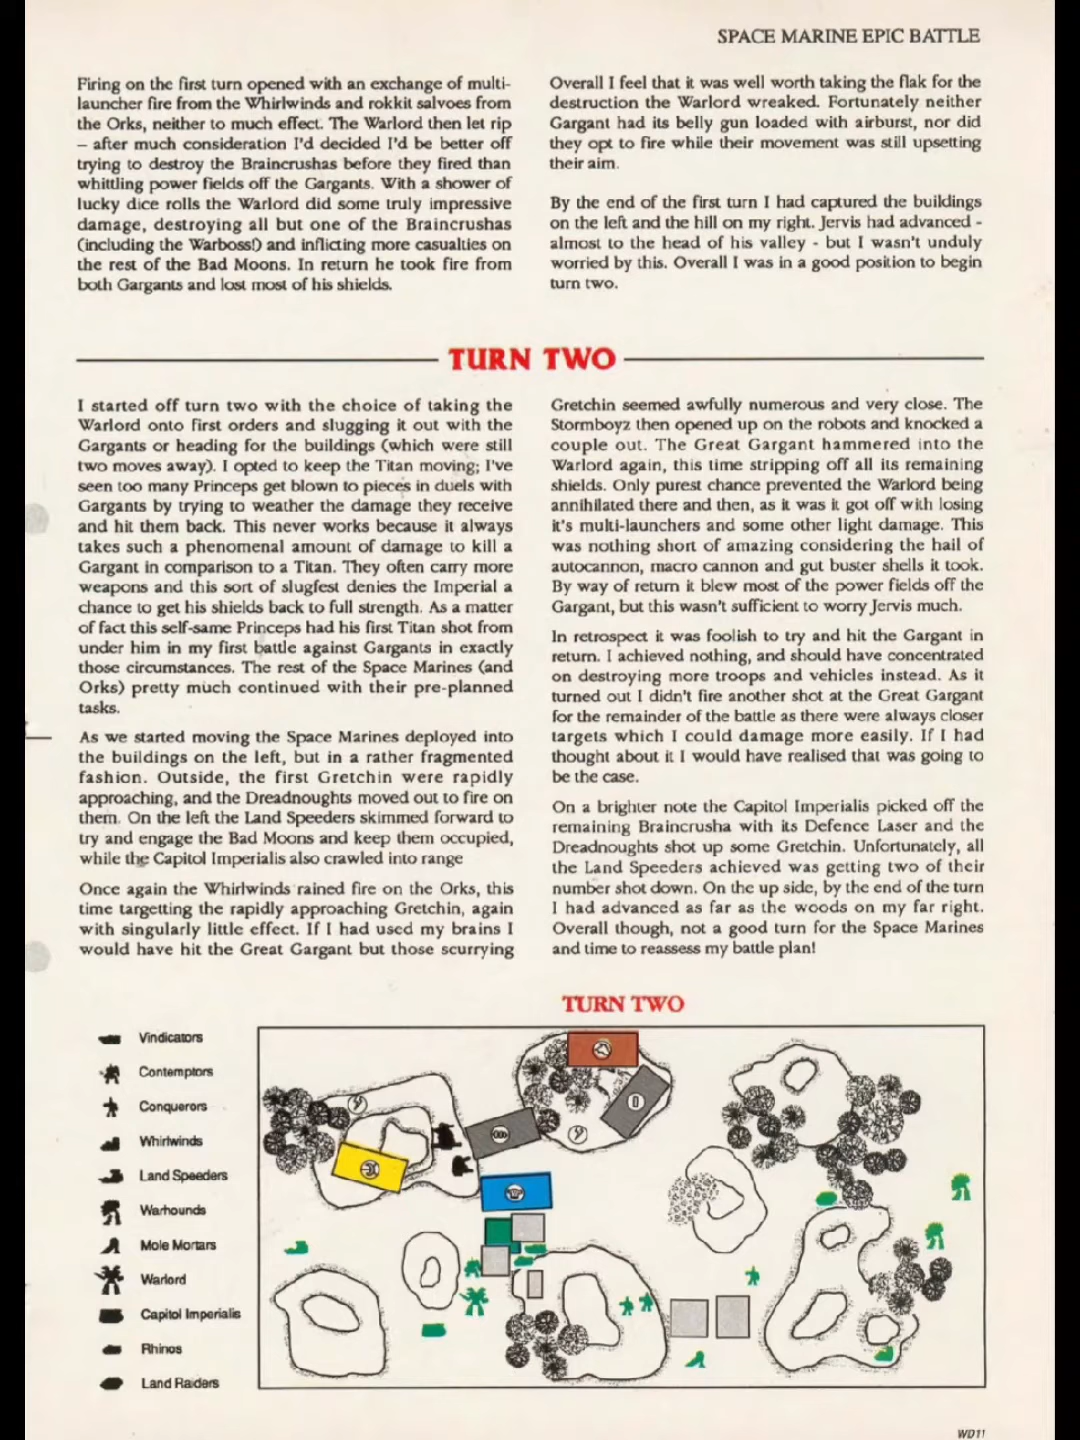 SPACE MARINE EPIC BATTLE
Firing on the first turn opened with an exchange of multi-
launcher fire from the Whirlwinds and rokkit salvoes from
the Orks, neither to much effect. The Warlord then let rip
– after much consideration I'd decided I'd be better off
trying to destroy the Braincrushas before they fired than
whittling power fields off the Gargants. With a shower of
lucky dice rolls the Warlord did some truly impressive
damage, destroying all but one of the Braincrushas
(including the Warboss!) and inflicting more casualties on
the rest of the Bad Moons. In return he took fire from
both Gargants and lost most of his shields.
Overall I feel that it was well worth taking the flak for the
destruction the Warlord wreaked. Fortunately neither
Gargant had its belly gun loaded with airburst, nor did
they opt to fire while their movement was still upsetting
their aim.
By the end of the first turn I had captured the buildings
on the left and the hill on my right. Jervis had advanced -
almost to the head of his valley - but I wasn't unduly
worried by this. Overall I was in a good position to begin
turn two.
TURN TWO
I started off turn two with the choice of taking the
Warlord onto first orders and slugging it out with the
Gargants or heading for the buildings (which were still
two moves away). I opted to keep the Titan moving; I've
seen too many Princeps get blown to pieces in duels with
Gargants by trying to weather the damage they receive
and hit them back. This never works because it always
takes such a phenomenal amount of damage to kill a
Gargant in comparison to a Titan. They often carry more
weapons and this sort of slugfest denies the Imperial a
chance to get his shields back to full strength. As a matter
of fact this self-same Princeps had his first Titan shot from
under him in my first battle against Gargants in exactly
those circumstances. The rest of the Space Marines (and
Orks) pretty much continued with their pre-planned
tasks.
As we started moving the Space Marines deployed into
the buildings on the left, but in a rather fragmented
fashion. Outside, the first Gretchin were rapidly
approaching, and the Dreadnoughts moved out to fire on
them. On the left the Land Speeders skimmed forward to
try and engage the Bad Moons and keep them occupied,
while the Capitol Imperialis also crawled into range
Once again the Whirlwinds rained fire on the Orks, this
time targetting the rapidly approaching Gretchin, again
with singularly little effect. If I had used my brains I
would have hit the Great Gargant but those scurrying
Gretchin seemed awfully numerous and very close. The
Stormboyz then opened up on the robots and knocked a
couple out. The Great Gargant hammered into the
Warlord again, this time stripping off all its remaining
shields. Only purest chance prevented the Warlord being
annihilated there and then, as it was it got off with losing
it's multi-launchers and some other light damage. This
was nothing short of amazing considering the hail of
autocannon, macro cannon and gut buster shells it took.
By way of return it blew most of the power fields off the
Gargant, but this wasn't sufficient to worry Jervis much.
In retrospect it was foolish to try and hit the Gargant in
return. I achieved nothing, and should have concentrated
on destroying more troops and vehicles instead. As it
turned out I didn't fire another shot at the Great Gargant
for the remainder of the battle as there were always closer
targets which I could damage more easily. If I had
thought about it I would have realised that was going to
be the case.
On a brighter note the Capitol Imperialis picked off the
remaining Braincrusha with its Defence Laser and the
Dreadnoughts shot up some Gretchin. Unfortunately, all
the Land Speeders achieved was getting two of their
number shot down. On the up side, by the end of the turn
I had advanced as far as the woods on my far right.
Overall though, not a good turn for the Space Marines
and time to reassess my battle plan!
TURN TWO
Vindicators
Contemptors
Conquerors
Whirlwinds
Land Speeders
Warhounds
Mole Mortars
Warlord
Capitol Imperialis
Rhinos
Land Raiders
WD11